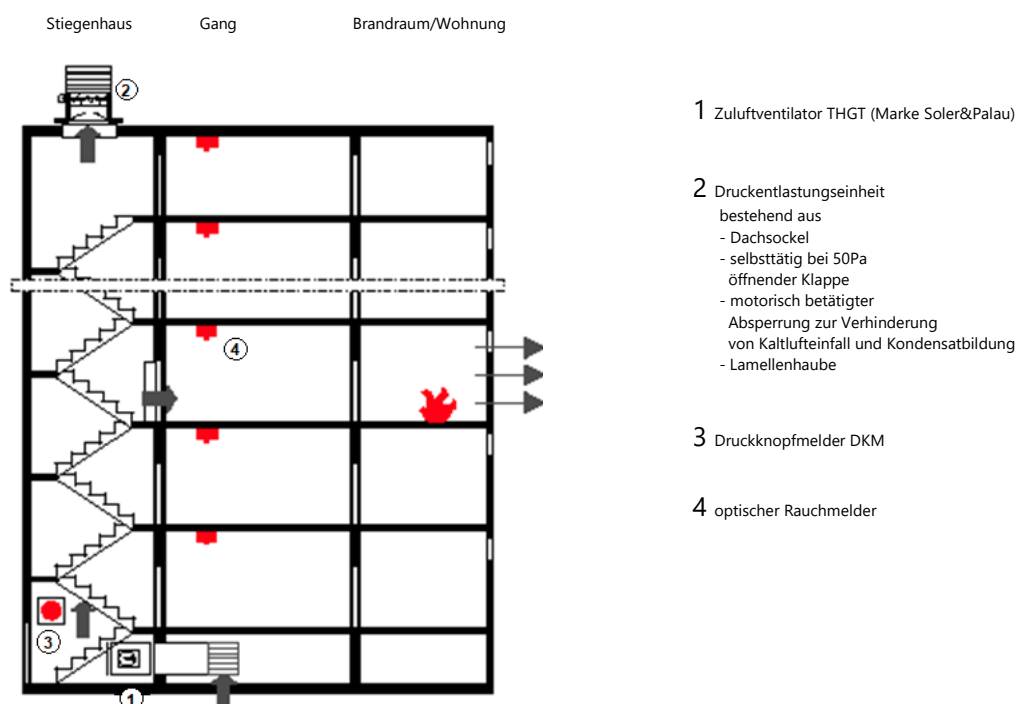 Stiegenhaus Gang Brandraum/Wohnung
2
1 Zuluftventilator THGT (Marke Soler&Palau)
2 Druckentlastungseinheit
bestehend aus
- Dachsockel
- selbsttätig bei 50Pa
öffnender Klappe
- motorisch betätigter
Absperrung zur Verhinderung
von Kaltlufteinfall und Kondensatbildung
- Lamellenhaube
4
3 Druckknopfmelder DKM
4 optischer Rauchmelder
3
1